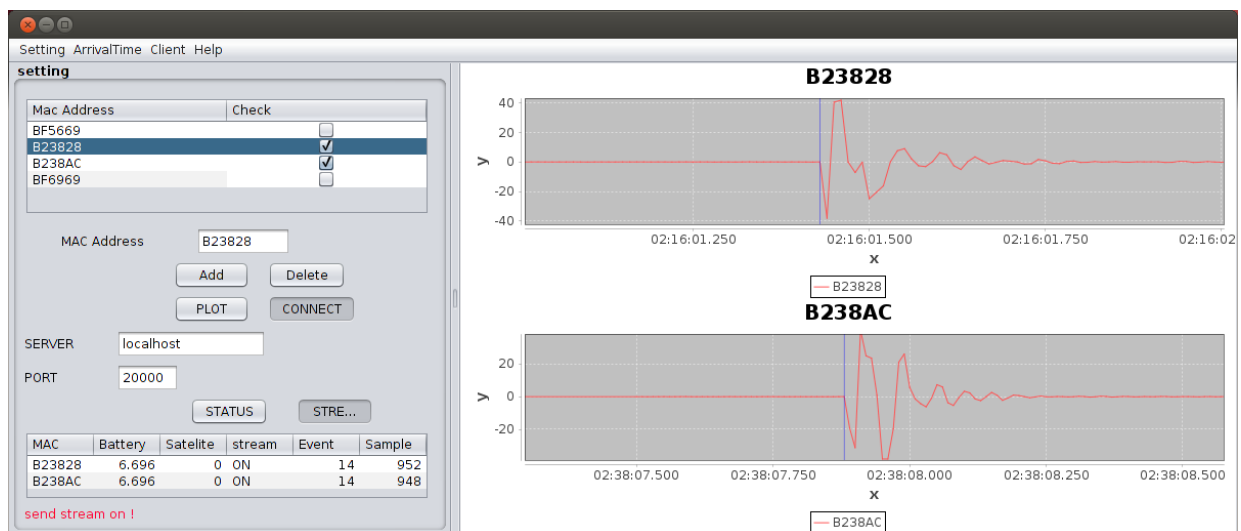 Setting ArrivalTime Client Help
setting
Mac Address Check
BF5669
B23828
B238AC
BF6969
MAC Address B23828
Add Delete
PLOT CONNECT
SERVER localhost
PORT 20000
STATUS STRE...
MAC Battery Satelite stream Event Sample
B23828 6.696 0 ON 14 952
B238AC 6.696 0 ON 14 948
send stream on !
B23828
40
20
0
-20
-40
y
02:16:01.250 02:16:01.500 02:16:01.750 02:16:02
x
B23828
B238AC
20
0
-20
y
02:38:07.500 02:38:07.750 02:38:08.000 02:38:08.250 02:38:08.500
x
B238AC